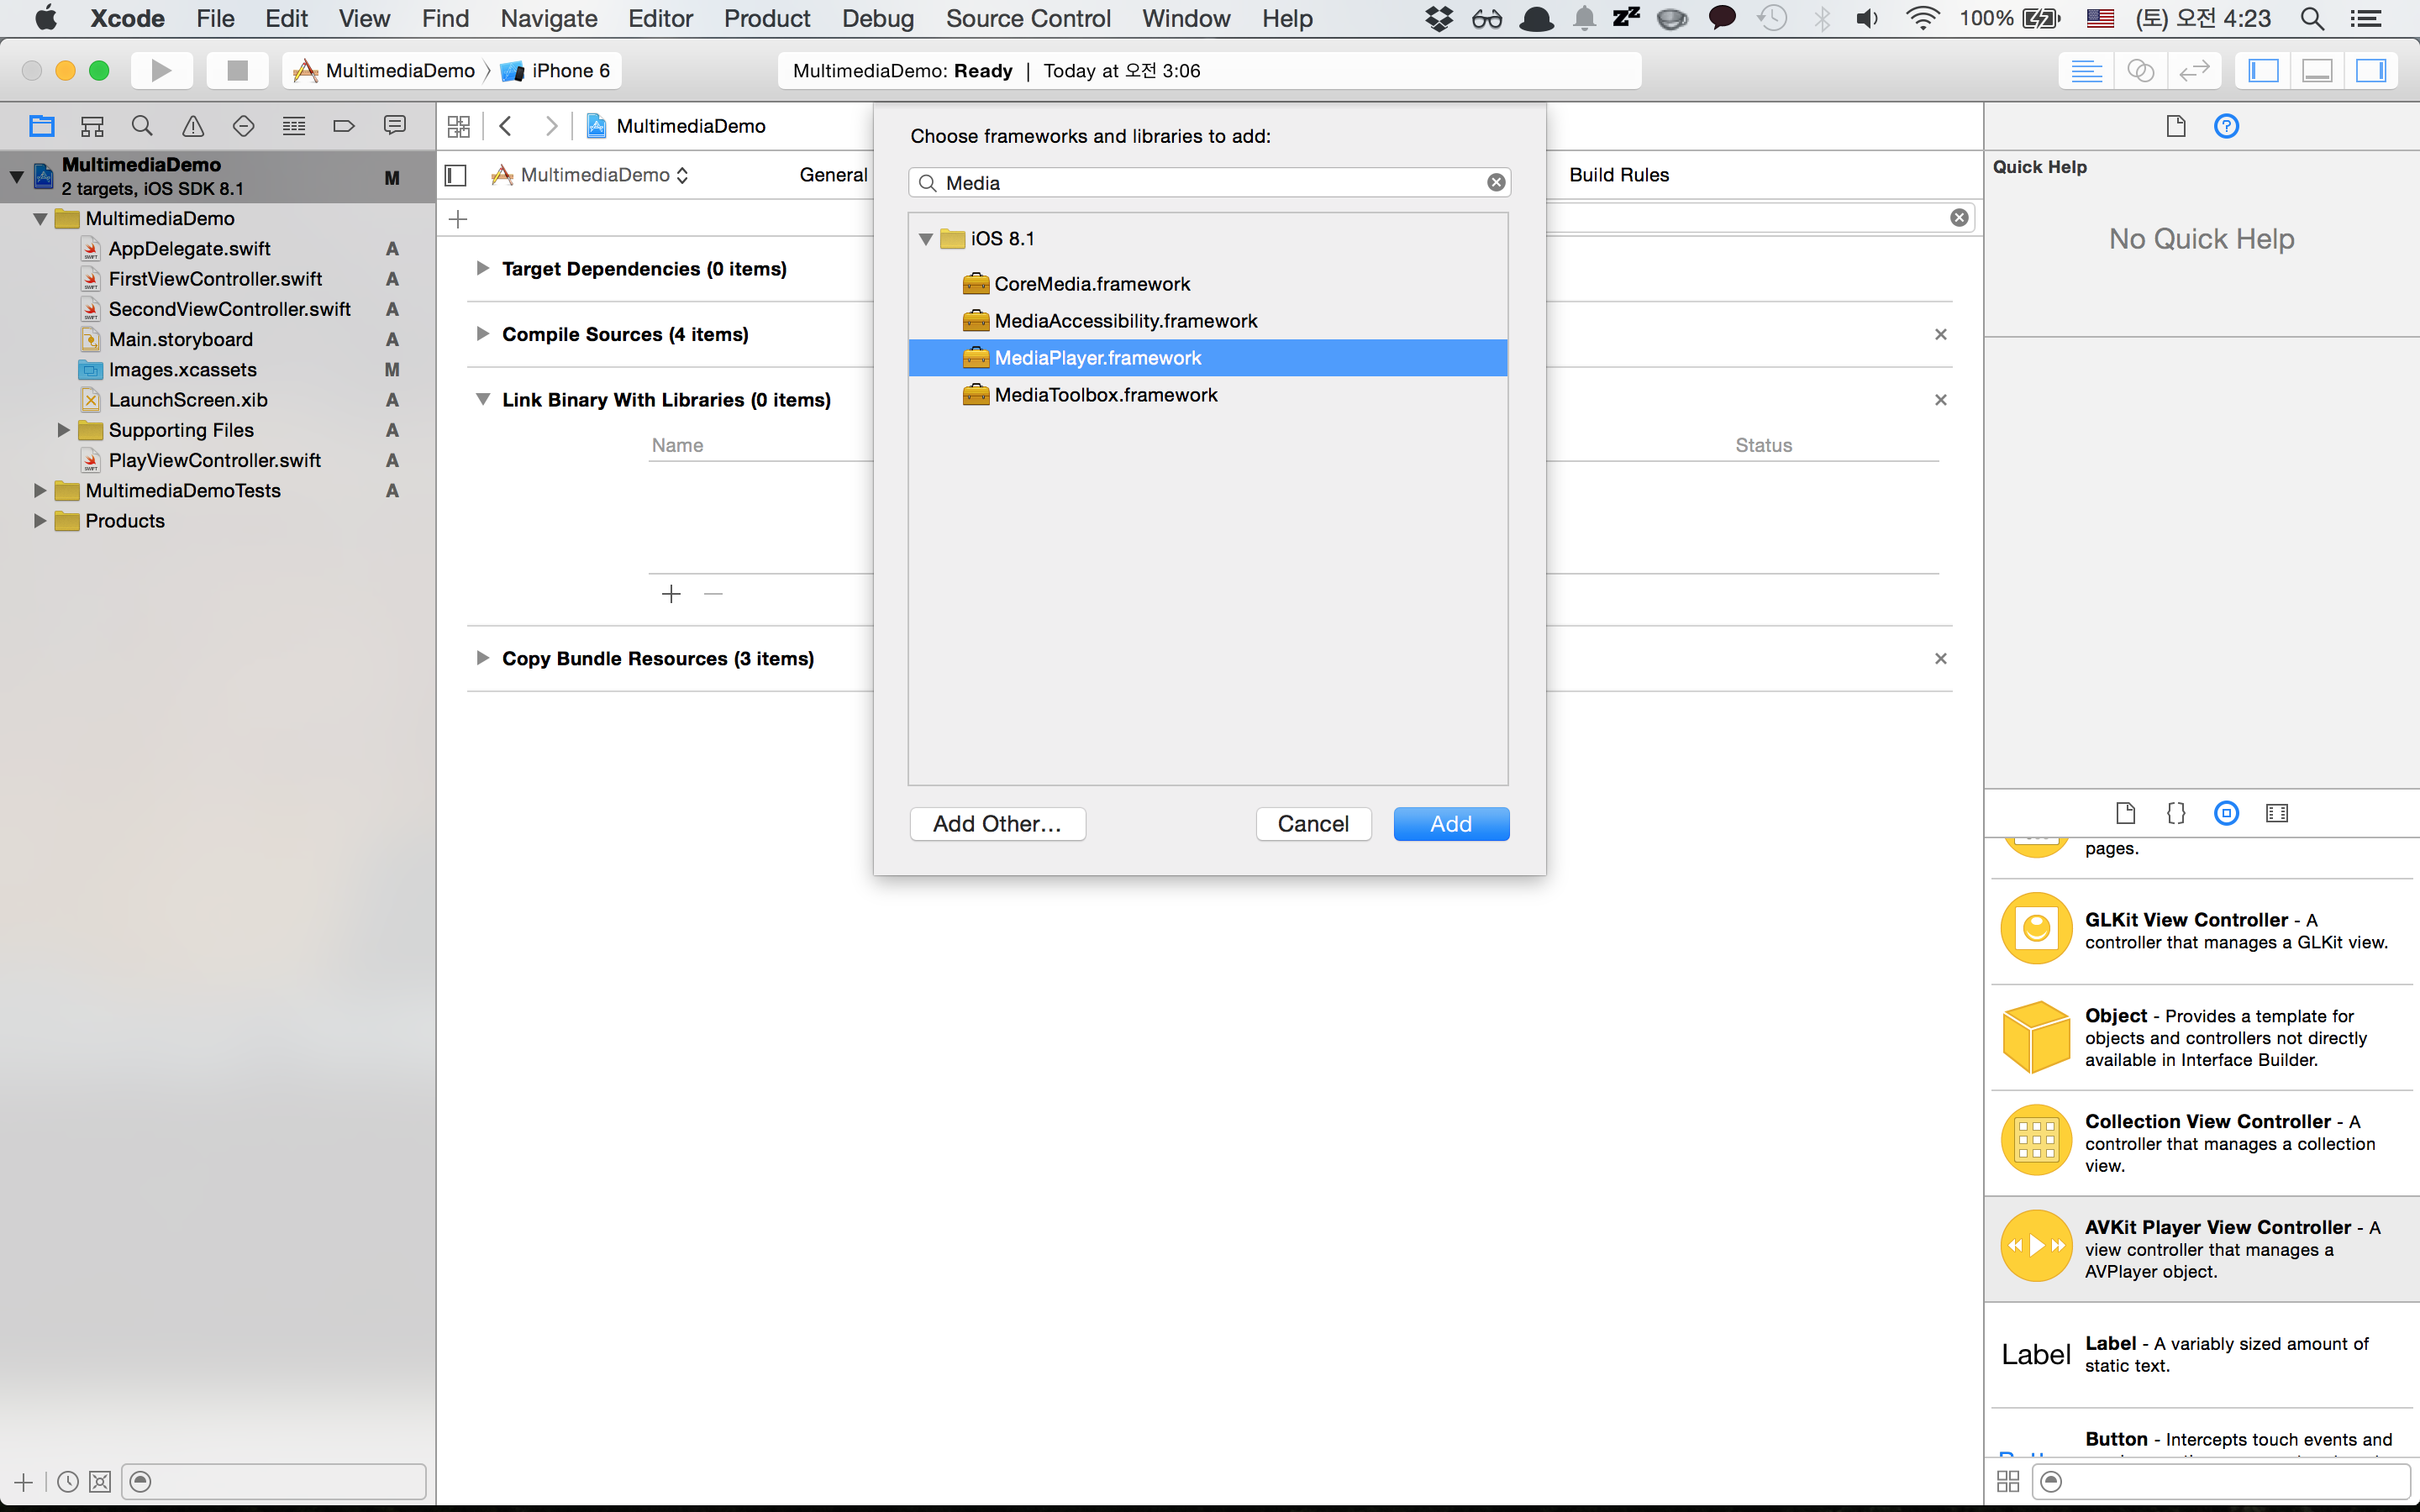 Xcode File Edit View Find Navigate Editor Product Debug Source Control Window Help 100% (토) 오전 4:23
MultimediaDemo iPhone 6
MultimediaDemo: Ready | Today at 오전 3:06
MultimediaDemo
2 targets, iOS SDK 8.1
M
MultimediaDemo
AppDelegate.swift A
FirstViewController.swift A
SecondViewController.swift A
Main.storyboard A
Images.xcassets M
LaunchScreen.xib A
Supporting Files A
PlayViewController.swift A
MultimediaDemoTests A
Products
MultimediaDemo
MultimediaDemo General
Build Rules
Target Dependencies (0 items)
Compile Sources (4 items)
Link Binary With Libraries (0 items)
Name
Status
Copy Bundle Resources (3 items)
Choose frameworks and libraries to add:
Media
iOS 8.1
CoreMedia.framework
MediaAccessibility.framework
MediaPlayer.framework
MediaToolbox.framework
Add Other...
Cancel
Add
Quick Help
No Quick Help
pages.
GLKit View Controller - A
controller that manages a GLKit view.
Object - Provides a template for
objects and controllers not directly
available in Interface Builder.
Collection View Controller - A
controller that manages a collection
view.
AVKit Player View Controller - A
view controller that manages a
AVPlayer object.
Label
Label - A variably sized amount of
static text.
Button - Intercepts touch events and